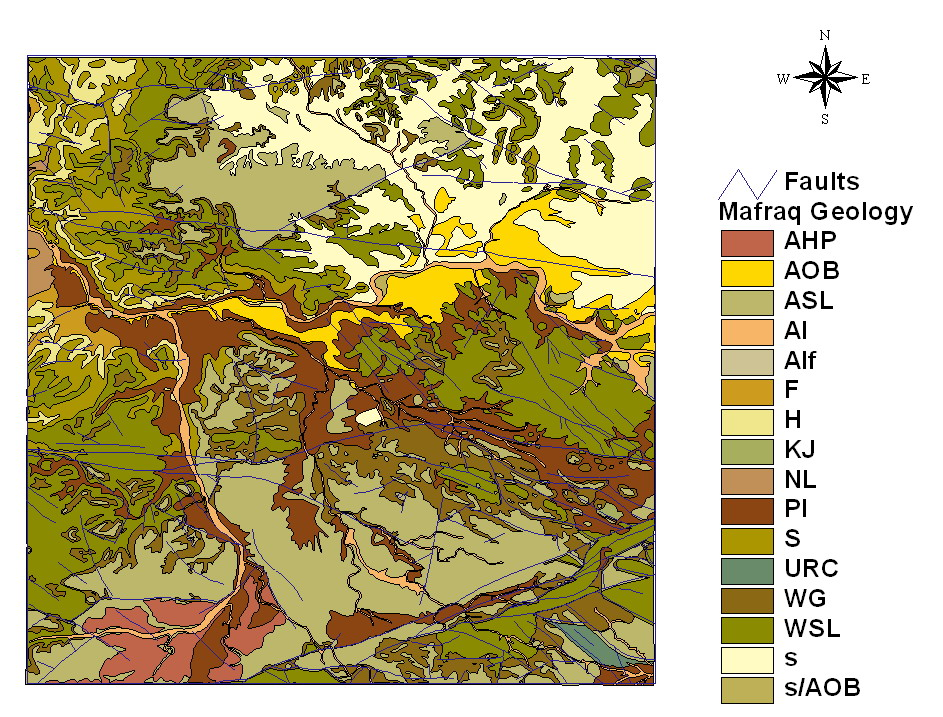 N
W E
S
Faults
Mafraq Geology
AHP
AOB
ASL
Al
Alf
F
H
KJ
NL
Pl
S
URC
WG
WSL
s
s/AOB